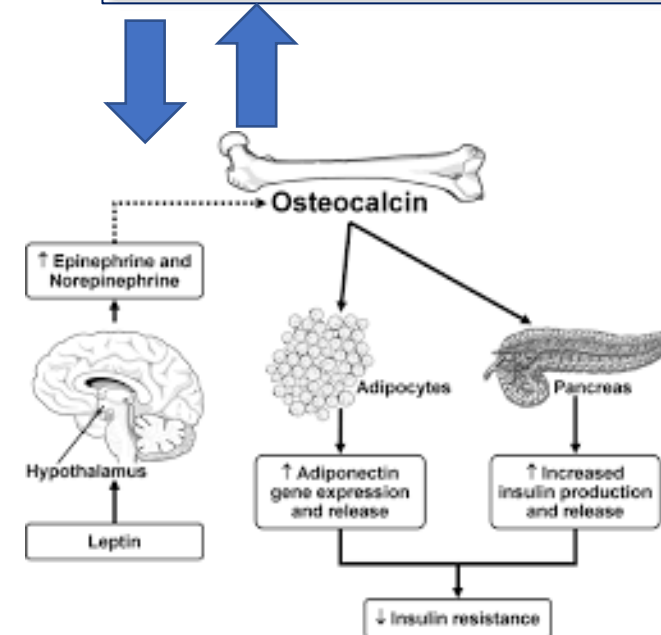 Osteocalcin
↑ Epinephrine and
Norepinephrine
Adipocytes
Pancreas
Hypothalamus
↑ Adiponectin
gene expression
and release
↑ Increased
insulin production
and release
Leptin
↓ Insulin resistance